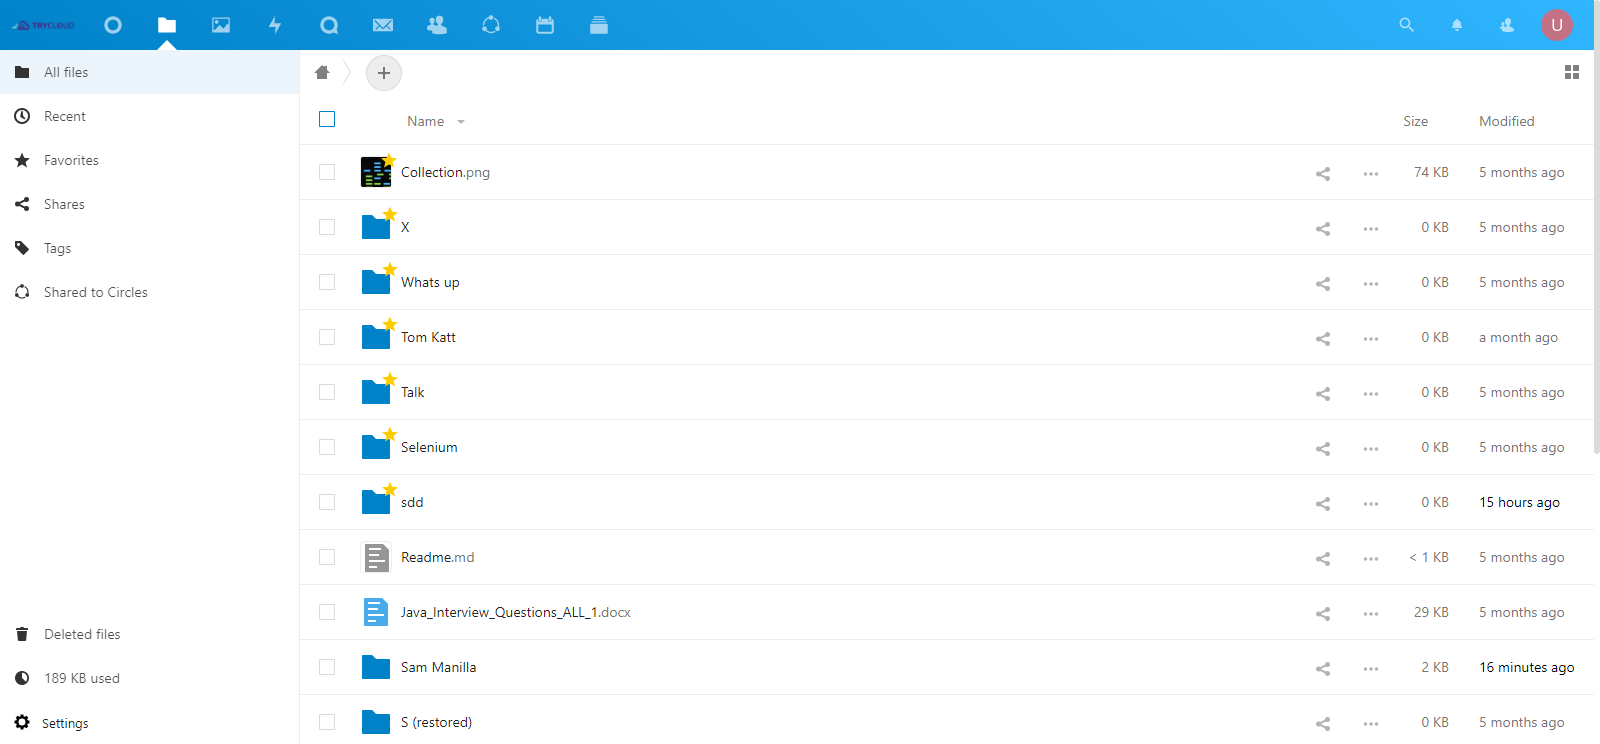 TRYCLOUD
U
All files
Recent
Favorites
Shares
Tags
Shared to Circles
Deleted files
189 KB used
Settings
Name Size Modified
Collection.png 74 KB 5 months ago
X 0 KB 5 months ago
Whats up 0 KB 5 months ago
Tom Katt 0 KB a month ago
Talk 0 KB 5 months ago
Selenium 0 KB 5 months ago
sdd 0 KB 15 hours ago
Readme.md < 1 KB 5 months ago
Java_Interview_Questions_ALL_1.docx 29 KB 5 months ago
Sam Manilla 2 KB 16 minutes ago
S (restored) 0 KB 5 months ago